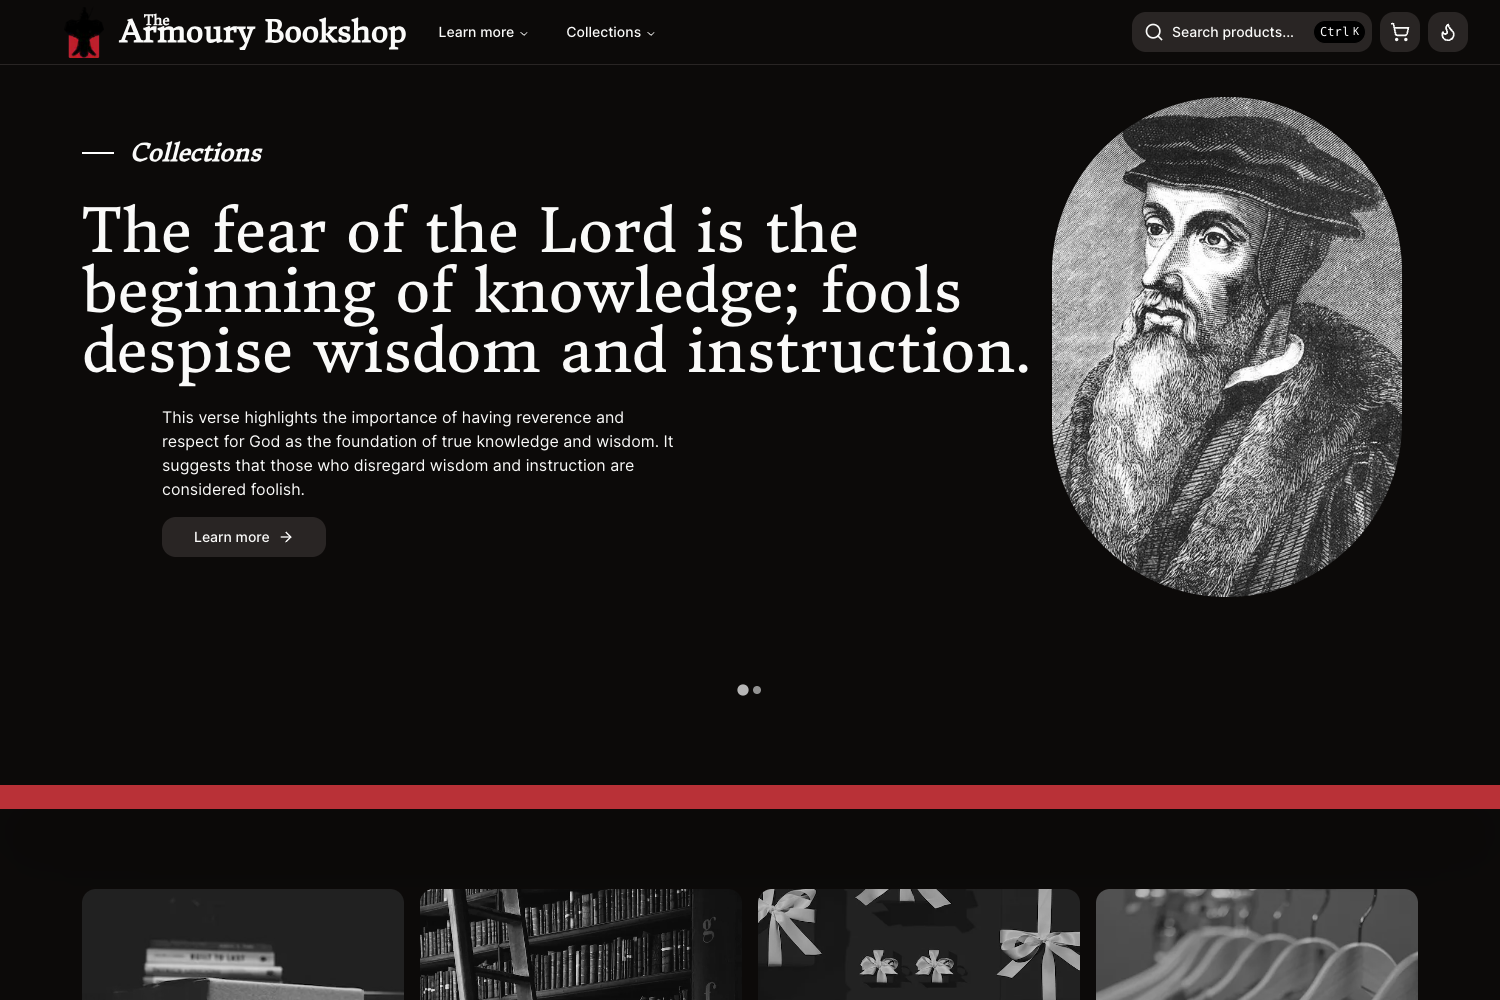 The
Armoury Bookshop
Learn more
Collections
Search products...
Ctrl K
Collections
The fear of the Lord is the
beginning of knowledge; fools
despise wisdom and instruction.
This verse highlights the importance of having reverence and
respect for God as the foundation of true knowledge and wisdom. It
suggests that those who disregard wisdom and instruction are
considered foolish.
Learn more
BUILT TO LAST